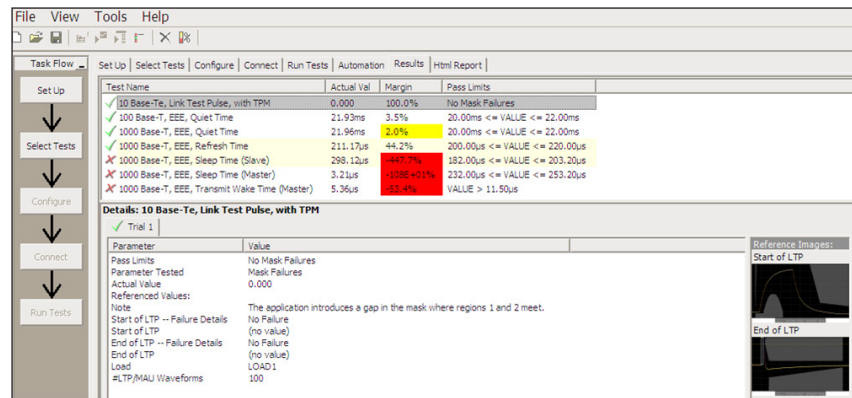 File View Tools Help
Task Flow
Set Up | Select Tests | Configure | Connect | Run Tests | Automation | Results | Html Report
Set Up
Select Tests
Configure
Connect
Run Tests
Test Name Actual Val Margin Pass Limits
10 Base-Te, Link Test Pulse, with TPM 0.000 100.0% No Mask Failures
100 Base-T, EEE, Quiet Time 21.93ms 3.5% 20.00ms <= VALUE <= 22.00ms
1000 Base-T, EEE, Quiet Time 21.96ms 2.0% 20.00ms <= VALUE <= 22.00ms
1000 Base-T, EEE, Refresh Time 211.17µs 44.2% 200.00µs <= VALUE <= 220.00µs
1000 Base-T, EEE, Sleep Time (Slave) 298.12µs -447.7% 182.00µs <= VALUE <= 203.20µs
1000 Base-T, EEE, Sleep Time (Master) 3.21µs -108E+01% 232.00µs <= VALUE <= 253.20µs
1000 Base-T, EEE, Transmit Wake Time (Master) 5.36µs -53.4% VALUE > 11.50µs
Details: 10 Base-Te, Link Test Pulse, with TPM
Trial 1
Parameter Value
Pass Limits No Mask Failures
Parameter Tested Mask Failures
Actual Value 0.000
Referenced Values:
Note The application introduces a gap in the mask where regions 1 and 2 meet.
Start of LTP -- Failure Details No Failure
Start of LTP (no value)
End of LTP -- Failure Details No Failure
End of LTP (no value)
Load LOAD1
#LTP/MAU Waveforms 100
Reference Images:
Start of LTP
End of LTP